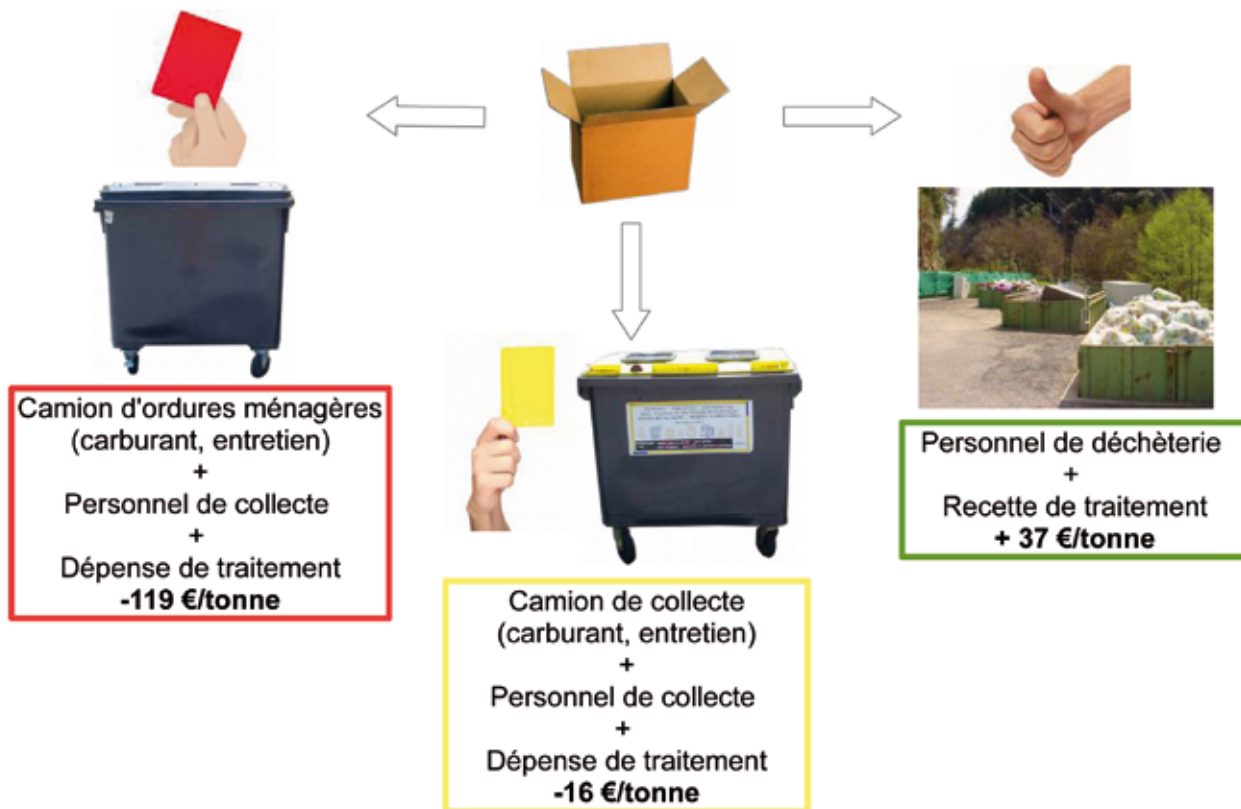 Camion d'ordures ménagères
(carburant, entretien)
+
Personnel de collecte
+
Dépense de traitement
-119 €/tonne
Camion de collecte
(carburant, entretien)
+
Personnel de collecte
+
Dépense de traitement
-16 €/tonne
Personnel de déchèterie
+
Recette de traitement
+ 37 €/tonne